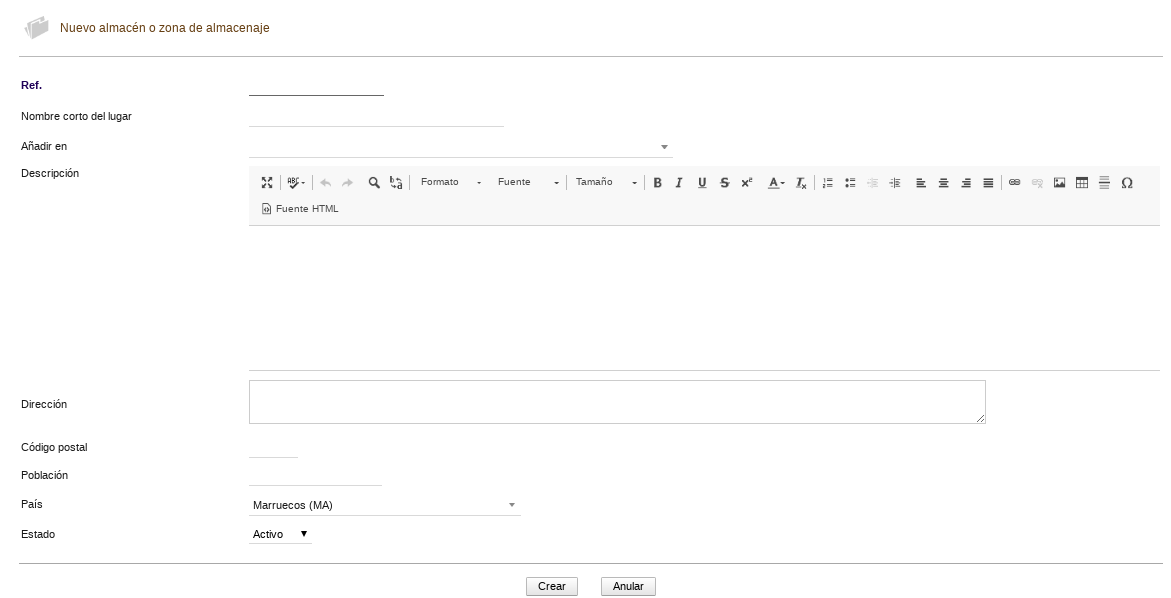 Nuevo almacén o zona de almacenaje
Ref.
Nombre corto del lugar
Añadir en
Descripción
Formato Fuente Tamaño
Fuente HTML
Dirección
Código postal
Población
País Marruecos (MA)
Estado Activo
Crear Anular